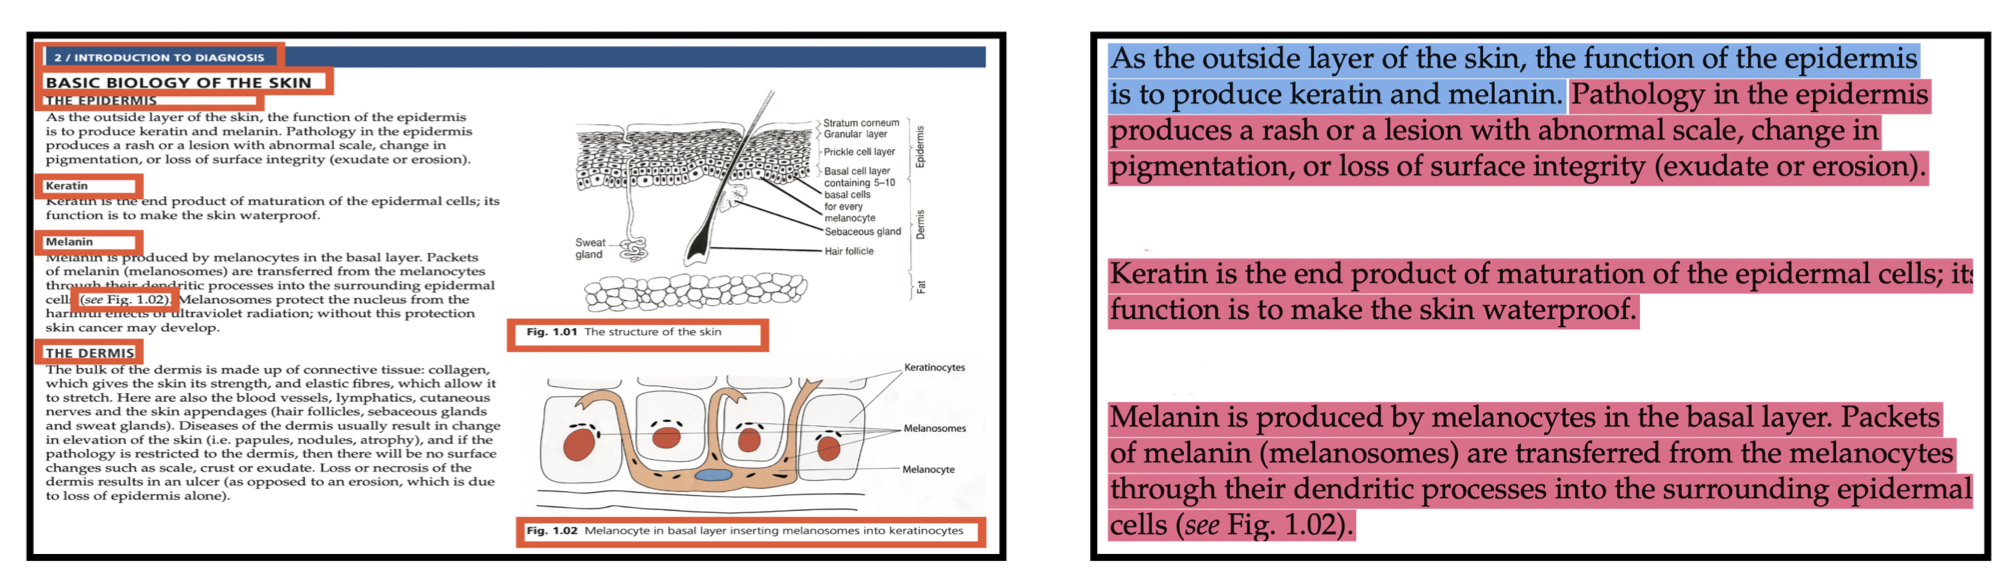 2 / INTRODUCTION TO DIAGNOSIS
BASIC BIOLOGY OF THE SKIN
THE EPIDERMIS
As the outside layer of the skin, the function of the epidermis
is to produce keratin and melanin. Pathology in the epidermis
produces a rash or a lesion with abnormal scale, change in
pigmentation, or loss of surface integrity (exudate or erosion).
Keratin
Keratin is the end product of maturation of the epidermal cells; its
function is to make the skin waterproof.
Melanin
Melanin is produced by melanocytes in the basal layer. Packets
of melanin (melanosomes) are transferred from the melanocytes
through their dendritic processes into the surrounding epidermal
cells (see Fig. 1.02). Melanosomes protect the nucleus from the
harmful effects of ultraviolet radiation; without this protection
skin cancer may develop.
THE DERMIS
The bulk of the dermis is made up of connective tissue: collagen,
which gives the skin its strength, and elastic fibres, which allow it
to stretch. Here are also the blood vessels, lymphatics, cutaneous
nerves and the skin appendages (hair follicles, sebaceous glands
and sweat glands). Diseases of the dermis usually result in change
in elevation of the skin (i.e. papules, nodules, atrophy), and if the
pathology is restricted to the dermis, then there will be no surface
changes such as scale, crust or exudate. Loss or necrosis of the
dermis results in an ulcer (as opposed to an erosion, which is due
to loss of epidermis alone).
Stratum corneum
Granular layer
Prickle cell layer
Basal cell layer
containing 5–10
basal cells
for every
melanocyte
Sebaceous gland
Hair follicle
Sweat
gland
Epidermis
Dermis
Fat
Fig. 1.01 The structure of the skin
Keratinocytes
Melanosomes
Melanocyte
Fig. 1.02 Melanocyte in basal layer inserting melanosomes into keratinocytes
As the outside layer of the skin, the function of the epidermis
is to produce keratin and melanin. Pathology in the epidermis
produces a rash or a lesion with abnormal scale, change in
pigmentation, or loss of surface integrity (exudate or erosion).
Keratin is the end product of maturation of the epidermal cells; its
function is to make the skin waterproof.
Melanin is produced by melanocytes in the basal layer. Packets
of melanin (melanosomes) are transferred from the melanocytes
through their dendritic processes into the surrounding epidermal
cells (see Fig. 1.02).